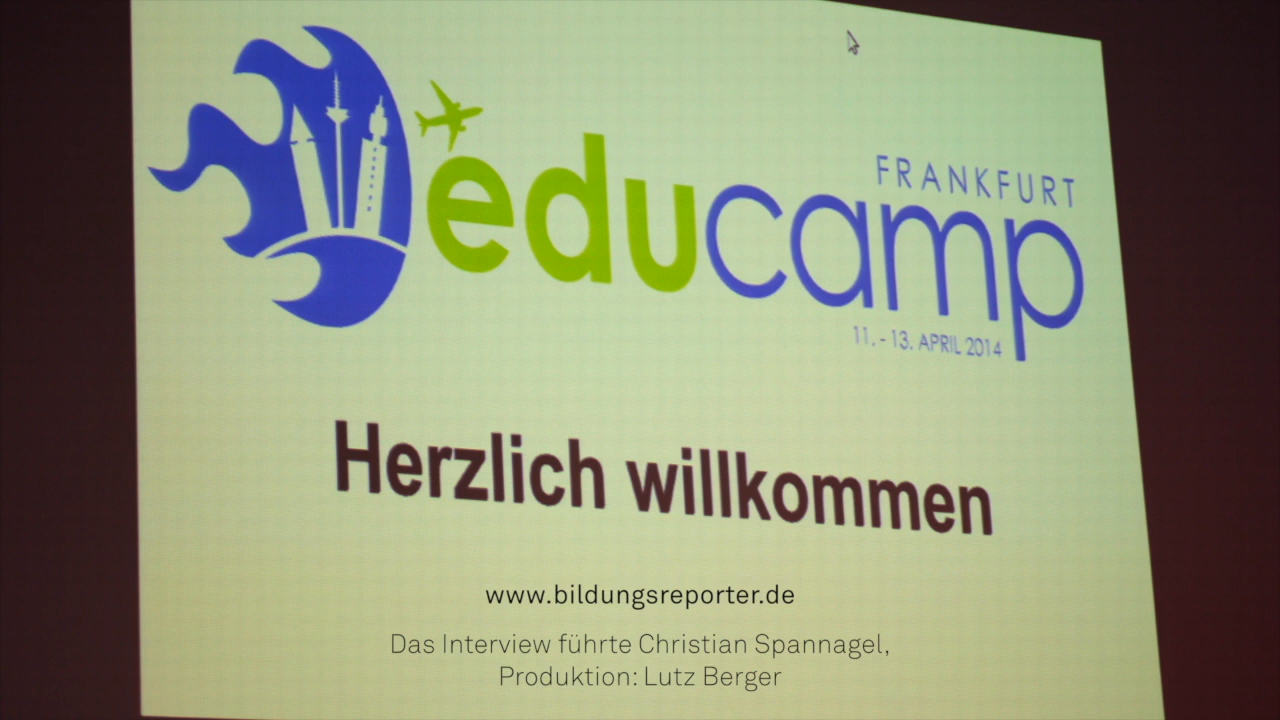 FRANKFURT
educamp
11. - 13. APRIL 2014
Herzlich willkommen
www.bildungsreporter.de
Das Interview führte Christian Spannagel,
Produktion: Lutz Berger